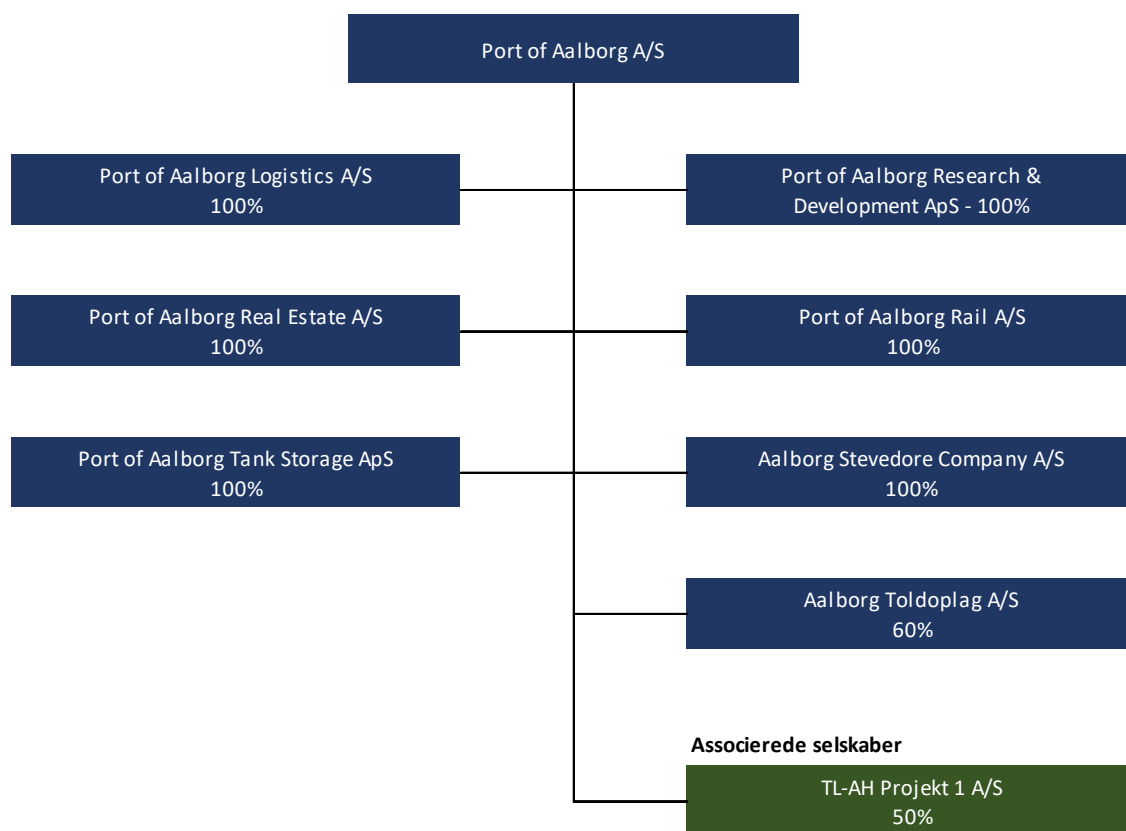 Port of Aalborg A/S
Port of Aalborg Logistics A/S
100%
Port of Aalborg Research &
Development ApS - 100%
Port of Aalborg Real Estate A/S
100%
Port of Aalborg Rail A/S
100%
Port of Aalborg Tank Storage ApS
100%
Aalborg Stevedore Company A/S
100%
Aalborg Toldoplag A/S
60%
Associerede selskaber
TL-AH Projekt 1 A/S
50%